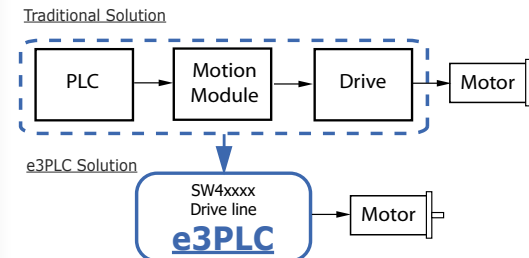 Traditional Solution
PLC
Motion
Module
Drive
Motor
e3PLC Solution
SW4xxxx
Drive line
e3PLC
Motor